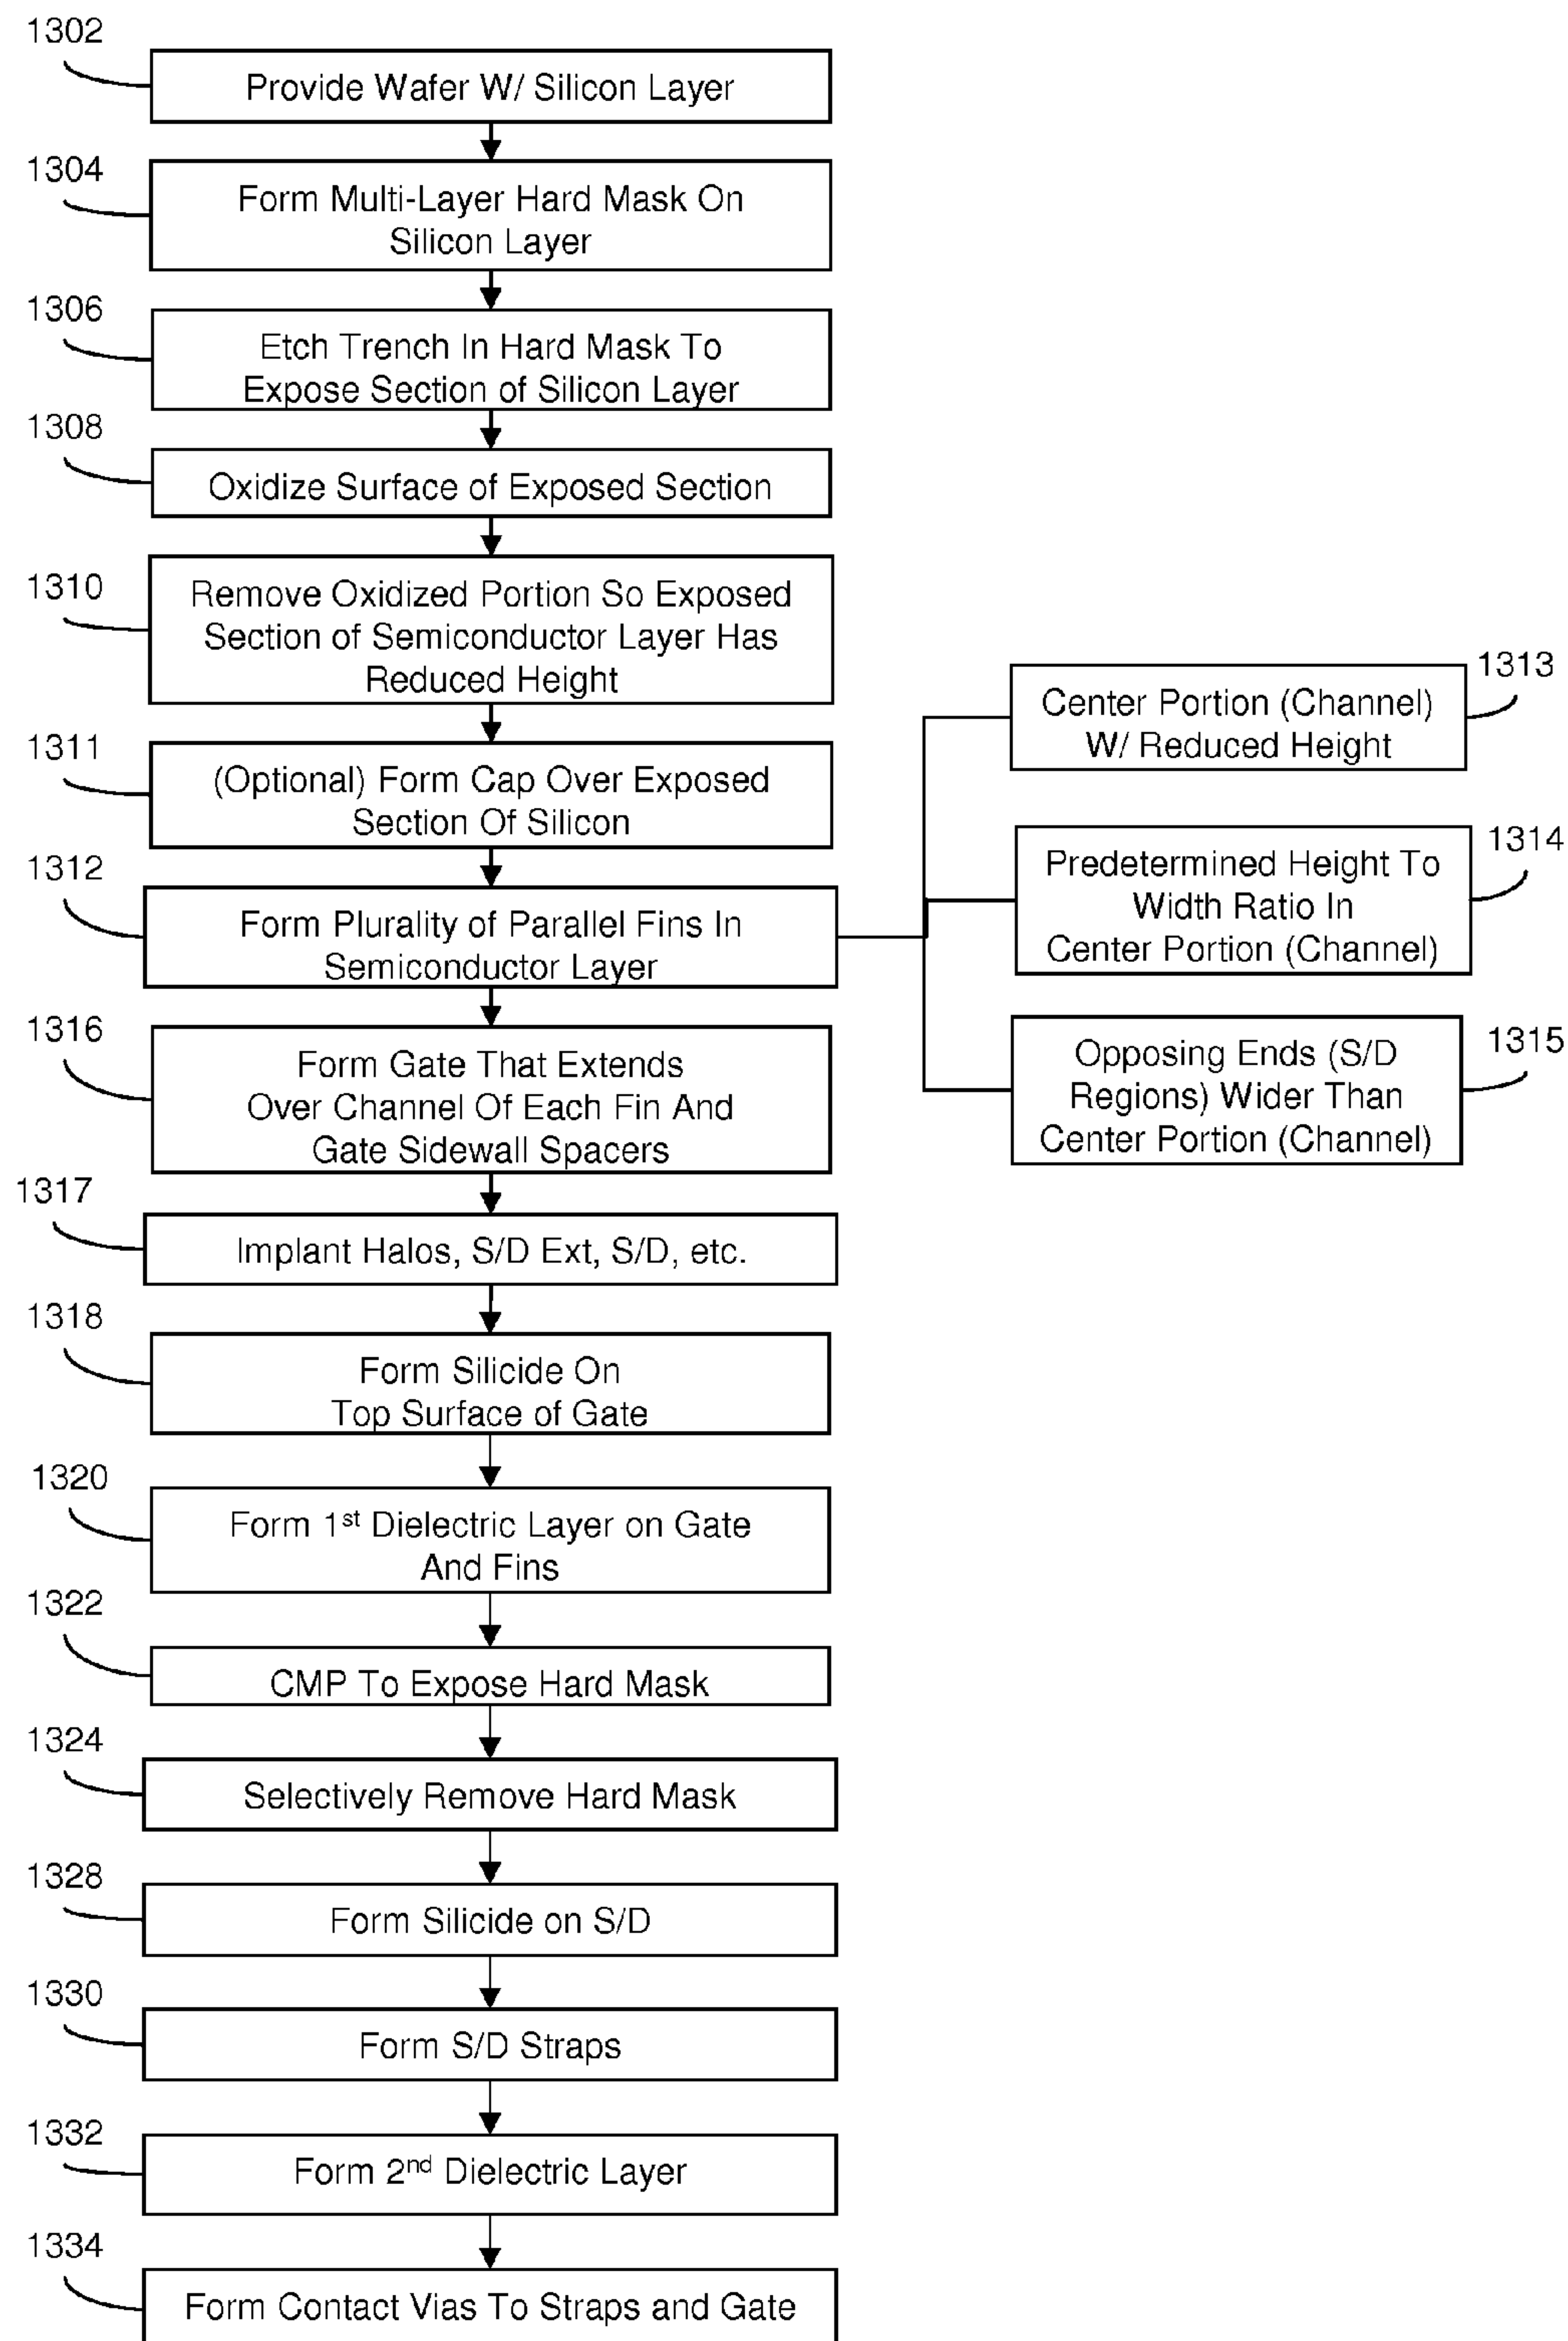 1302
Provide Wafer W/ Silicon Layer
1304
Form Multi-Layer Hard Mask On
Silicon Layer
1306
Etch Trench In Hard Mask To
Expose Section of Silicon Layer
1308
Oxidize Surface of Exposed Section
1310
Remove Oxidized Portion So Exposed
Section of Semiconductor Layer Has
Reduced Height
1311
(Optional) Form Cap Over Exposed
Section Of Silicon
1312
Form Plurality of Parallel Fins In
Semiconductor Layer
1313
Center Portion (Channel)
W/ Reduced Height
1314
Predetermined Height To
Width Ratio In
Center Portion (Channel)
1315
Opposing Ends (S/D
Regions) Wider Than
Center Portion (Channel)
1316
Form Gate That Extends
Over Channel Of Each Fin And
Gate Sidewall Spacers
1317
Implant Halos, S/D Ext, S/D, etc.
1318
Form Silicide On
Top Surface of Gate
1320
Form 1st Dielectric Layer on Gate
And Fins
1322
CMP To Expose Hard Mask
1324
Selectively Remove Hard Mask
1328
Form Silicide on S/D
1330
Form S/D Straps
1332
Form 2nd Dielectric Layer
1334
Form Contact Vias To Straps and Gate